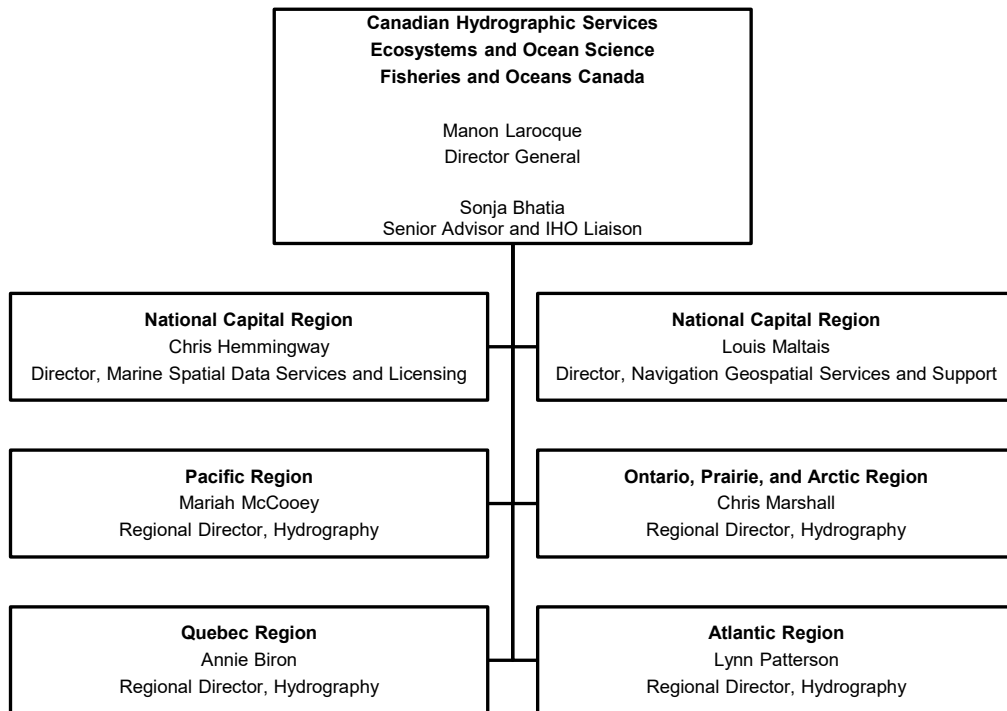 Canadian Hydrographic Services
Ecosystems and Ocean Science
Fisheries and Oceans Canada
Manon Larocque
Director General
Sonja Bhatia
Senior Advisor and IHO Liaison
National Capital Region
Chris Hemmingway
Director, Marine Spatial Data Services and Licensing
National Capital Region
Louis Maltais
Director, Navigation Geospatial Services and Support
Pacific Region
Mariah McCooey
Regional Director, Hydrography
Ontario, Prairie, and Arctic Region
Chris Marshall
Regional Director, Hydrography
Quebec Region
Annie Biron
Regional Director, Hydrography
Atlantic Region
Lynn Patterson
Regional Director, Hydrography